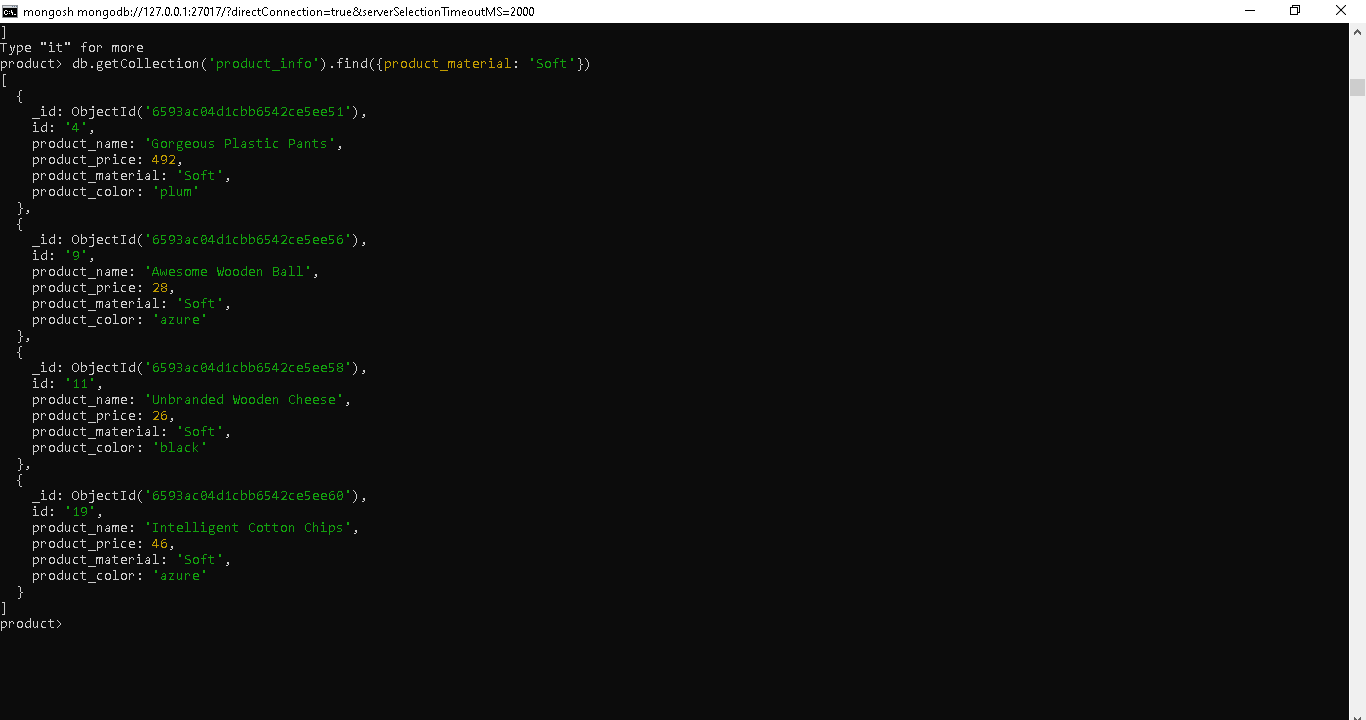 mongosh mongodb://127.0.0.1:27017/?directConnection=true&serverSelectionTimeoutMS=2000
]
Type "it" for more
product> db.getCollection('product_info').find({product_material: 'Soft'})
[
  {
    _id: ObjectId('6593ac04d1cbb6542ce5ee51'),
    id: '4',
    product_name: 'Gorgeous Plastic Pants',
    product_price: 492,
    product_material: 'Soft',
    product_color: 'plum'
  },
  {
    _id: ObjectId('6593ac04d1cbb6542ce5ee56'),
    id: '9',
    product_name: 'Awesome Wooden Ball',
    product_price: 28,
    product_material: 'Soft',
    product_color: 'azure'
  },
  {
    _id: ObjectId('6593ac04d1cbb6542ce5ee58'),
    id: '11',
    product_name: 'Unbranded Wooden Cheese',
    product_price: 26,
    product_material: 'Soft',
    product_color: 'black'
  },
  {
    _id: ObjectId('6593ac04d1cbb6542ce5ee60'),
    id: '19',
    product_name: 'Intelligent Cotton Chips',
    product_price: 46,
    product_material: 'Soft',
    product_color: 'azure'
  }
]
product>